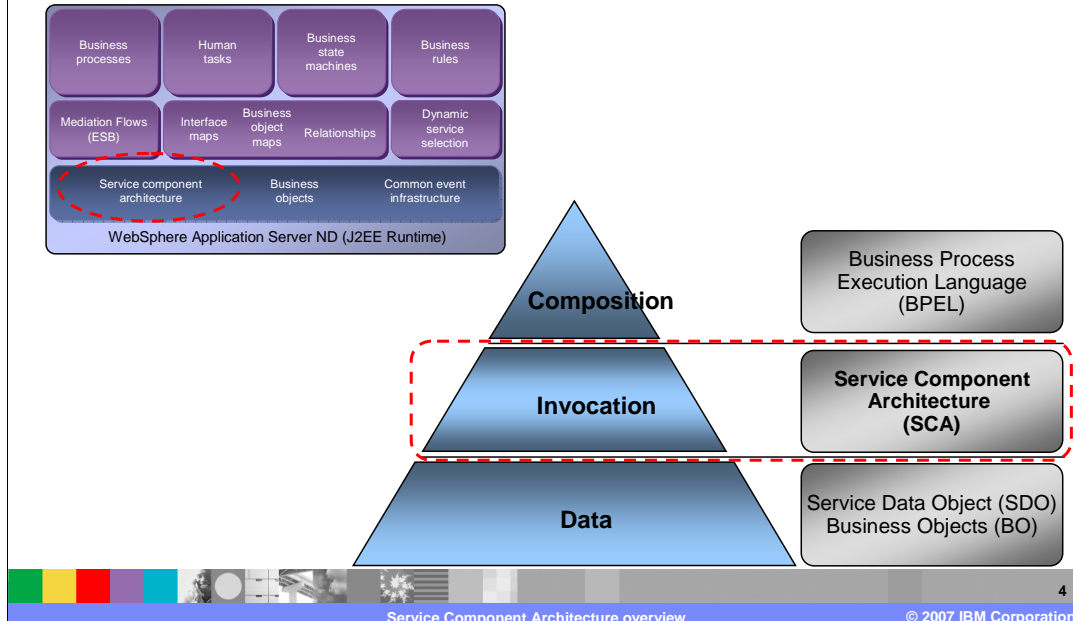 Business
processes
Human
tasks
Business
state
machines
Business
rules
Mediation Flows
(ESB)
Interface
maps
Business
object
maps
Relationships
Dynamic
service
selection
Service component
architecture
Business
objects
Common event
infrastructure
WebSphere Application Server ND (J2EE Runtime)
Composition
Business Process
Execution Language
(BPEL)
Invocation
Service Component
Architecture
(SCA)
Data
Service Data Object (SDO)
Business Objects (BO)
4
Service Component Architecture overview
© 2007 IBM Corporation